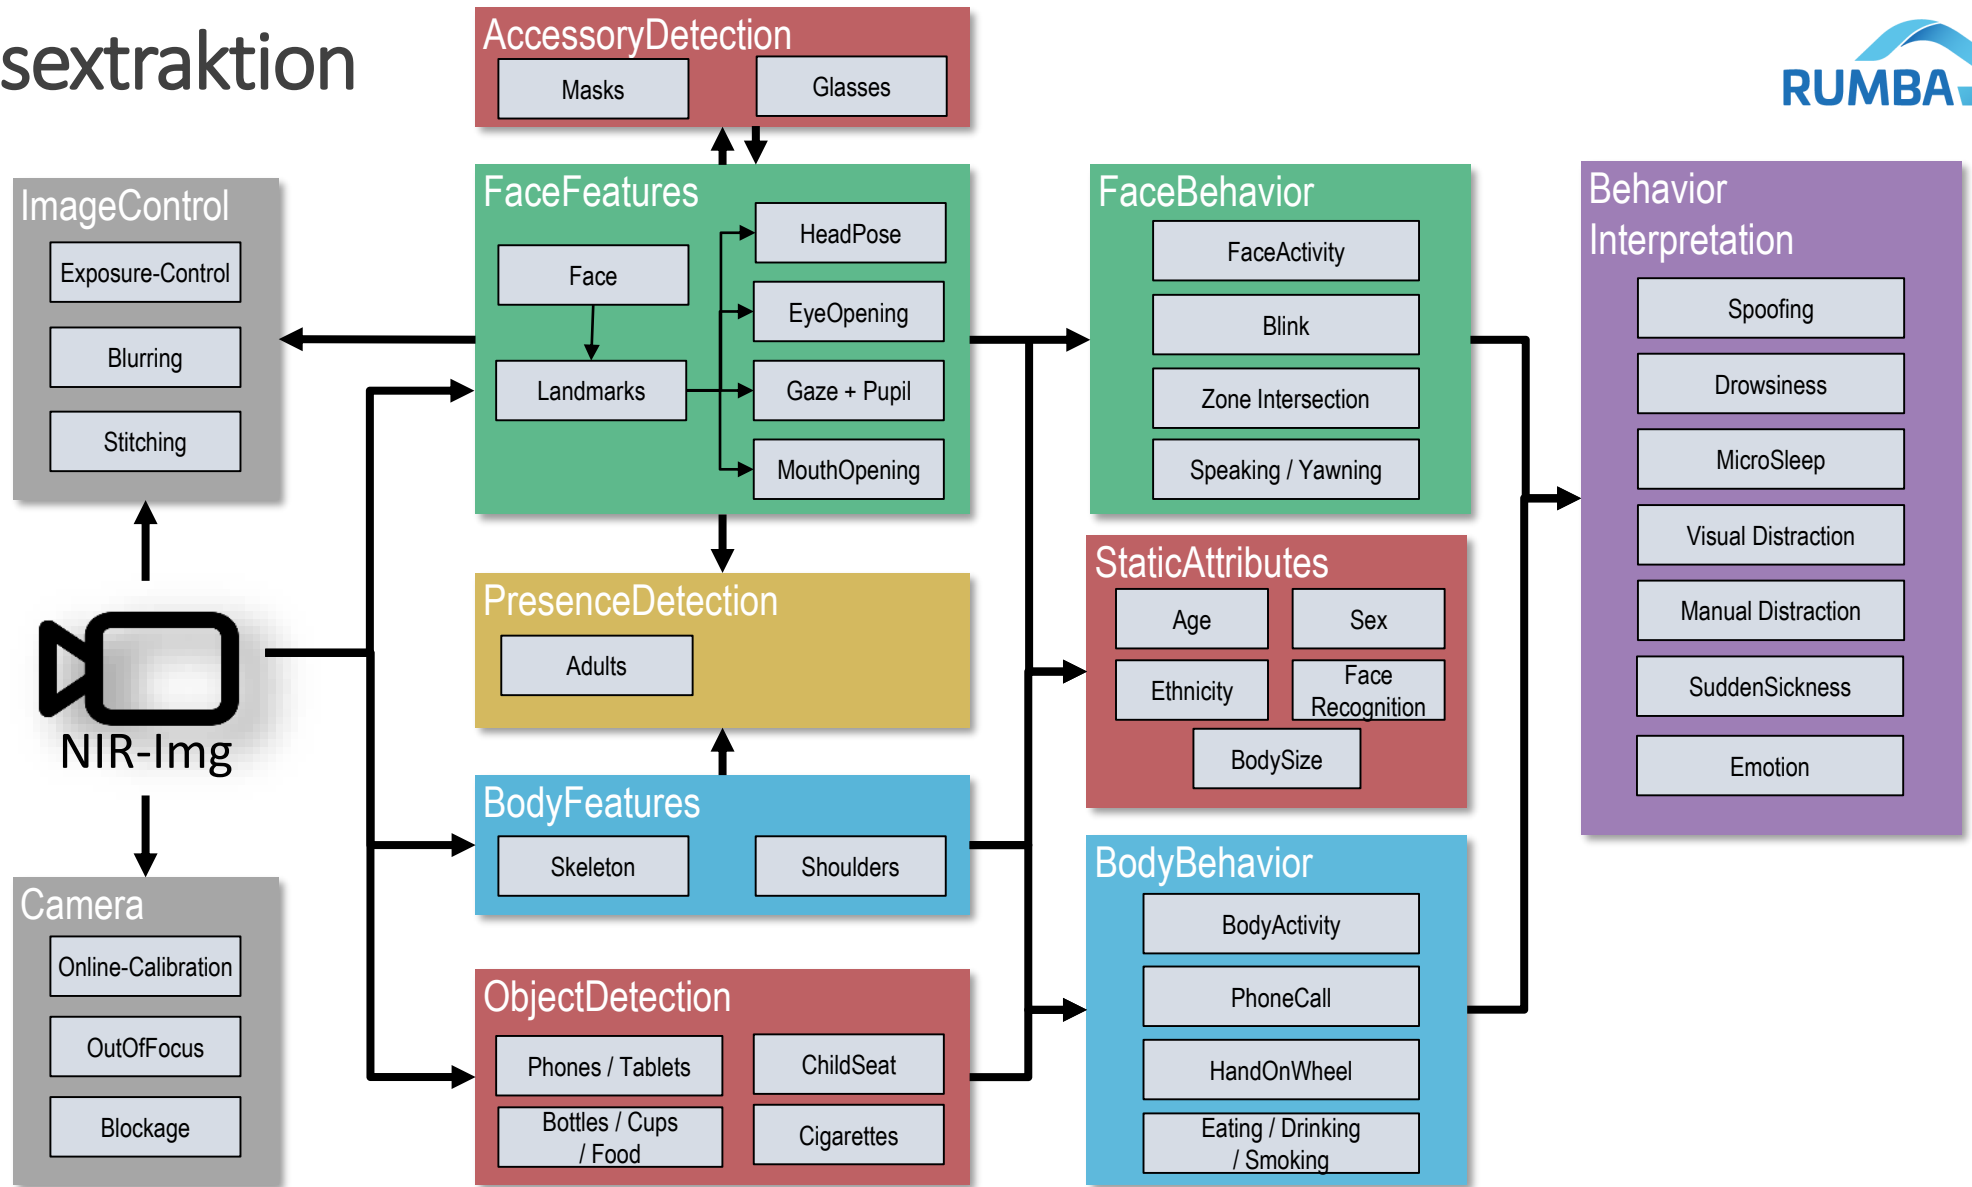 sextraktion
RUMBA
AccessoryDetection
Masks
Glasses
ImageControl
Exposure-Control
Blurring
Stitching
FaceFeatures
Face
Landmarks
HeadPose
EyeOpening
Gaze + Pupil
MouthOpening
FaceBehavior
FaceActivity
Blink
Zone Intersection
Speaking / Yawning
Behavior
Interpretation
Spoofing
Drowsiness
MicroSleep
Visual Distraction
Manual Distraction
SuddenSickness
Emotion
NIR-Img
PresenceDetection
Adults
StaticAttributes
Age
Sex
Ethnicity
Face
Recognition
BodySize
BodyFeatures
Skeleton
Shoulders
Camera
Online-Calibration
OutOfFocus
Blockage
ObjectDetection
Phones / Tablets
ChildSeat
Bottles / Cups
/ Food
Cigarettes
BodyBehavior
BodyActivity
PhoneCall
HandOnWheel
Eating / Drinking
/ Smoking